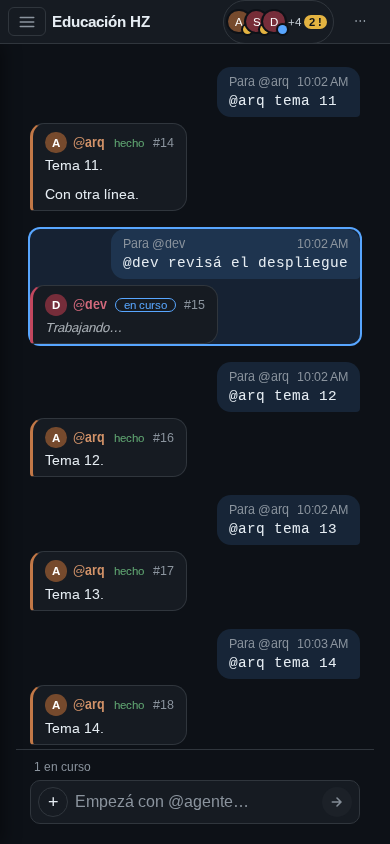 Educación HZ
A S D +4 2 ! ...
Para @arq 10:02 AM
@arq tema 11
A @arq hecho #14
Tema 11.
Con otra línea.
Para @dev 10:02 AM
@dev revisá el despliegue
D @dev en curso #15
Trabajando…
Para @arq 10:02 AM
@arq tema 12
A @arq hecho #16
Tema 12.
Para @arq 10:02 AM
@arq tema 13
A @arq hecho #17
Tema 13.
Para @arq 10:03 AM
@arq tema 14
A @arq hecho #18
Tema 14.
1 en curso
+ Empezá con @agente…